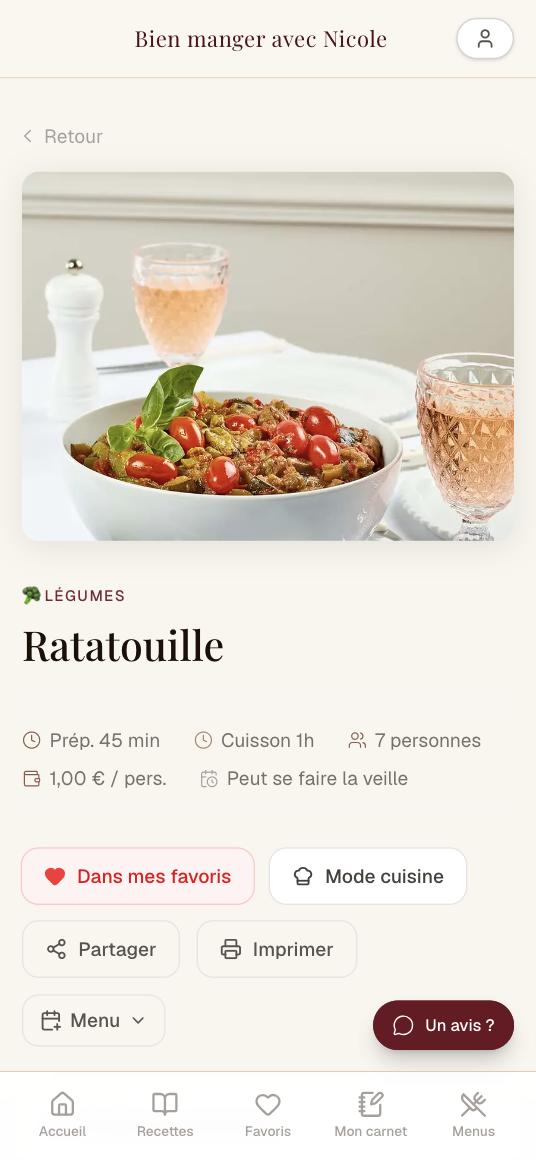 Bien manger avec Nicole
Retour
LÉGUMES
Ratatouille
Prép. 45 min Cuisson 1h 7 personnes
1,00 € / pers. Peut se faire la veille
Dans mes favoris Mode cuisine
Partager Imprimer
Menu
Un avis ?
Accueil Recettes Favoris Mon carnet Menus